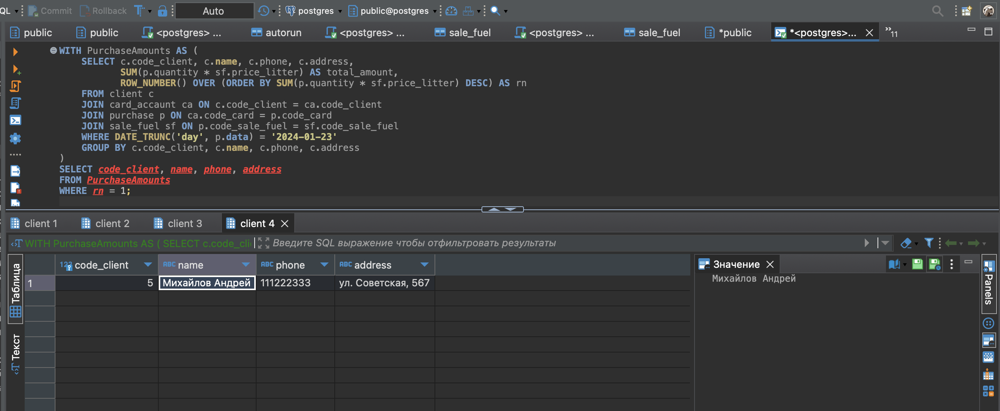 QL Commit Rollback Auto postgres public@postgres
public public <postgres> ... autorun <postgres> ... sale_fuel <postgres> ... sale_fuel *public *<postgres>... »11
WITH PurchaseAmounts AS (
SELECT c.code_client, c.name, c.phone, c.address,
SUM(p.quantity * sf.price_litter) AS total_amount,
ROW_NUMBER() OVER (ORDER BY SUM(p.quantity * sf.price_litter) DESC) AS rn
FROM client c
JOIN card_accaunt ca ON c.code_client = ca.code_client
JOIN purchase p ON ca.code_card = p.code_card
JOIN sale_fuel sf ON p.code_sale_fuel = sf.code_sale_fuel
WHERE DATE_TRUNC('day', p.data) = '2024-01-23'
GROUP BY c.code_client, c.name, c.phone, c.address
)
SELECT code_client, name, phone, address
FROM PurchaseAmounts
WHERE rn = 1;
client 1 client 2 client 3 client 4
WITH PurchaseAmounts AS ( SELECT c.code_cli Введите SQL выражение чтобы отфильтровать результаты
Таблица
Текст
123 code_client ABC name ABC phone ABC address
1 5 Михайлов Андрей 111222333 ул. Советская, 567
Значение
Михайлов Андрей
Panels